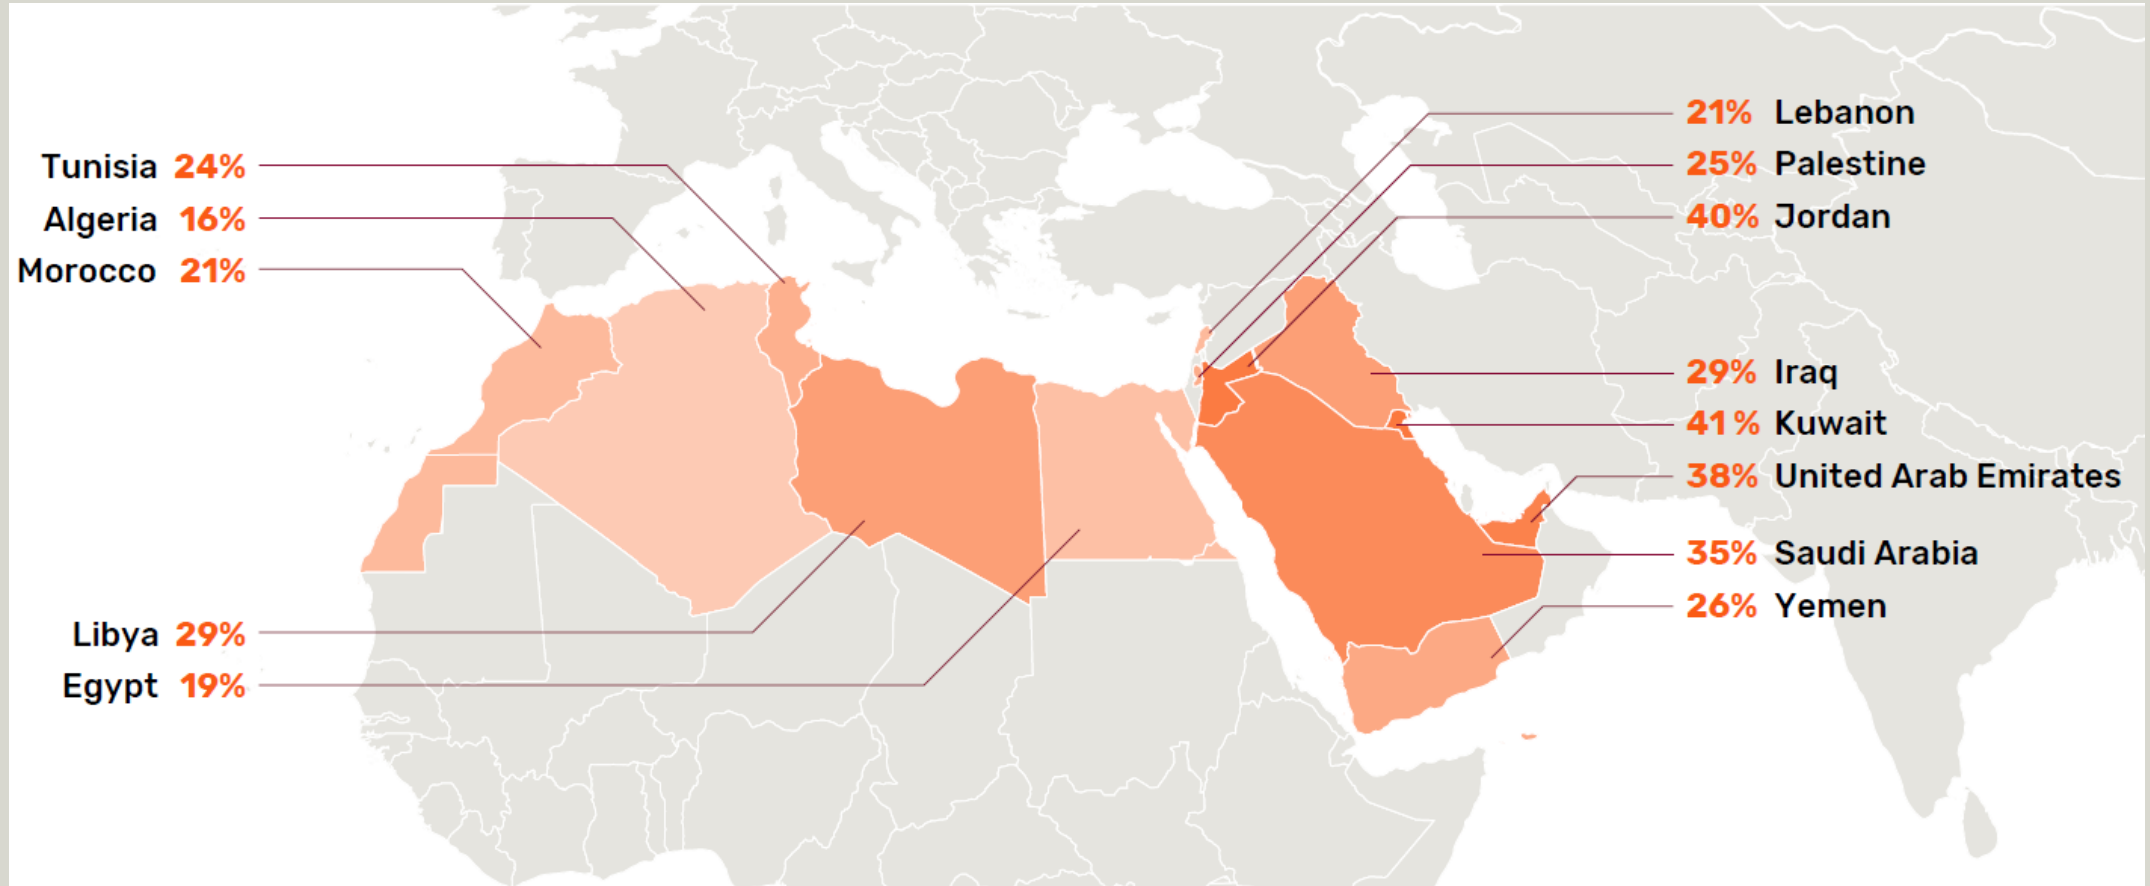 Tunisia 24%
Algeria 16%
Morocco 21%
Libya 29%
Egypt 19%
21% Lebanon
25% Palestine
40% Jordan
29% Iraq
41% Kuwait
38% United Arab Emirates
35% Saudi Arabia
26% Yemen